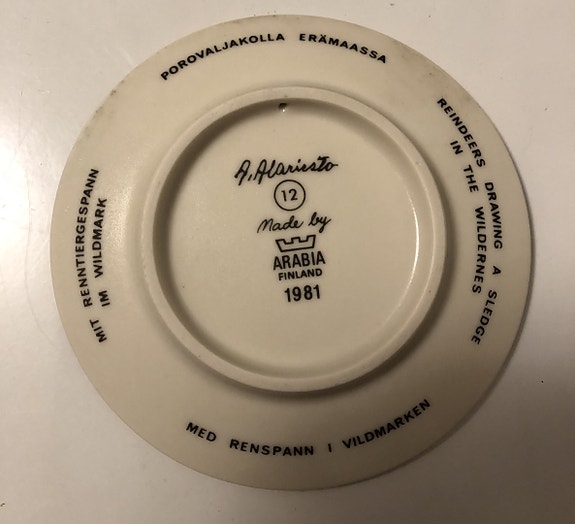 POROVALJAKOLLA ERÄMAASSA
REINDEERS DRAWING A SLEDGE
IN THE WILDERNES
A. Alariesto
12
Made by
ARABIA
FINLAND
1981
MIT RENNTIERGESPANN
IM WILDMARK
MED RENSPANN I VILDMARKEN